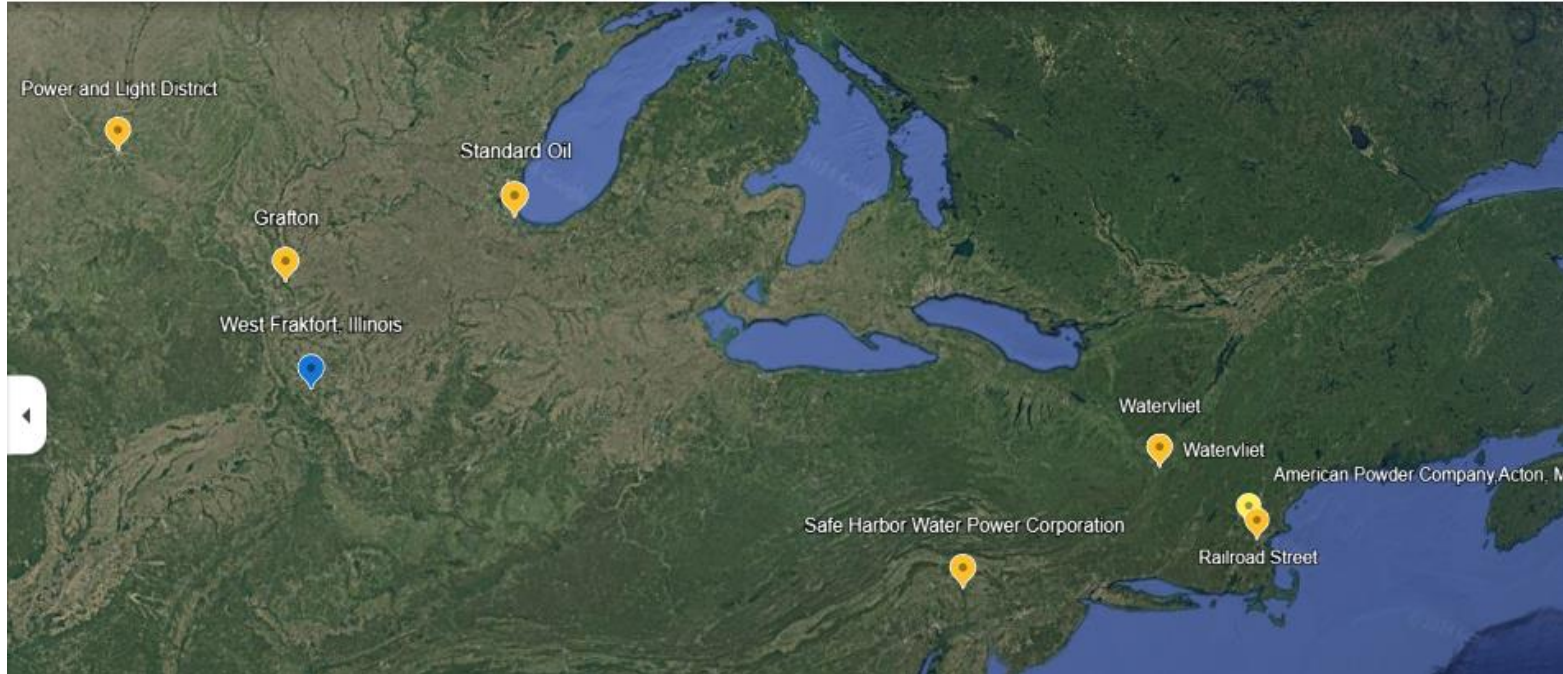 Power and Light District
Standard Oil
Grafton
West Frakfort, Illinois
Watervliet
Watervliet
American Powder Company,Acton, M
Safe Harbor Water Power Corporation
Railroad Street